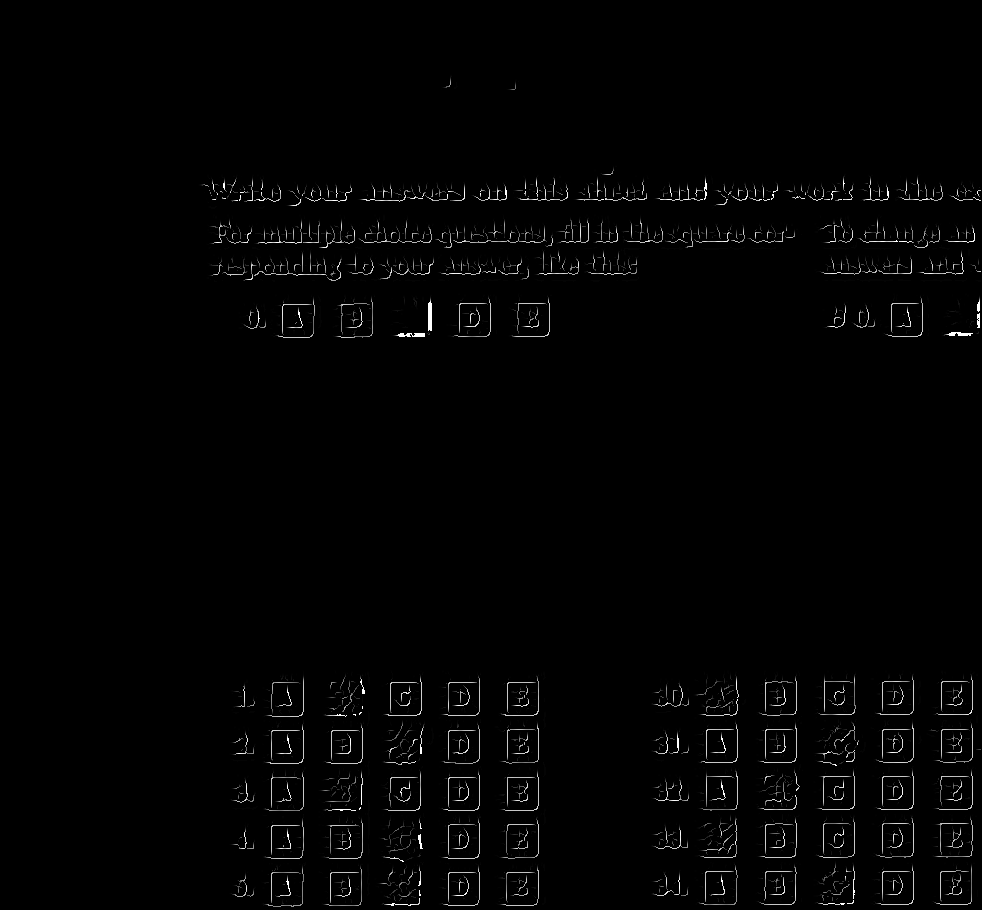 Write your answers on this sheet and your work in the
For multiple choice questions, fill in the square cor-
responding to your answer, like this:
To change an
answers and
0. A B D E
# 0. A
1. A C D E
2. A B D E
3. A C D E
4. A B D E
5. A B D E
30. B C D E
31. A B D E
32. A C D E
33. B C D E
34. A B D E